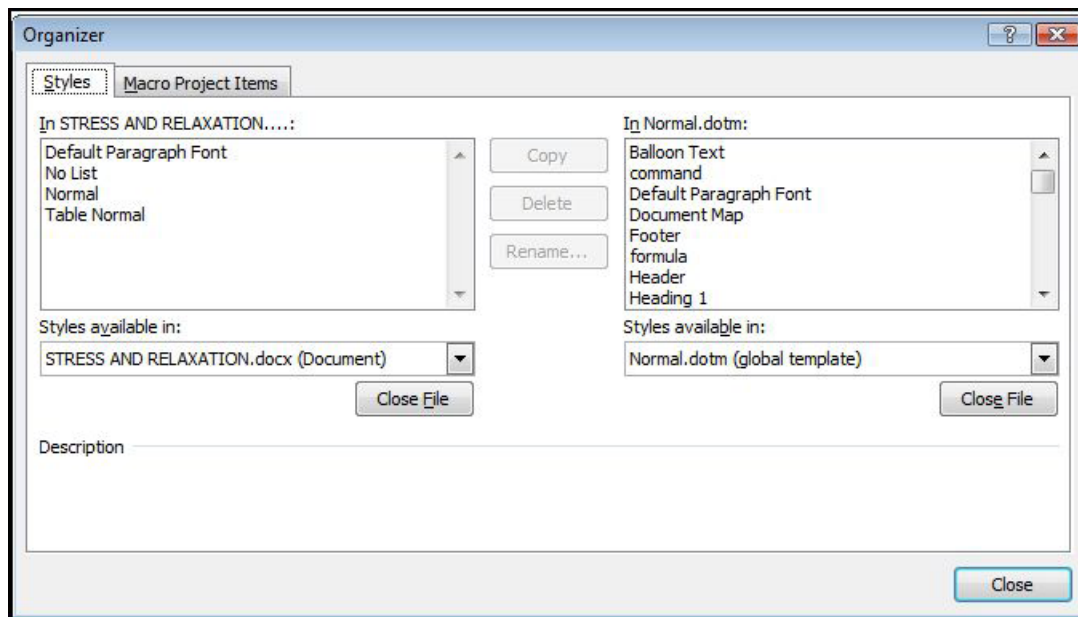 Organizer
Styles
Macro Project Items
In STRESS AND RELAXATION....:
Default Paragraph Font
No List
Normal
Table Normal
Copy
Delete
Rename...
In Normal.dotm:
Balloon Text
command
Default Paragraph Font
Document Map
Footer
formula
Header
Heading 1
Styles available in:
STRESS AND RELAXATION.docx (Document)
Close File
Styles available in:
Normal.dotm (global template)
Close File
Description
Close